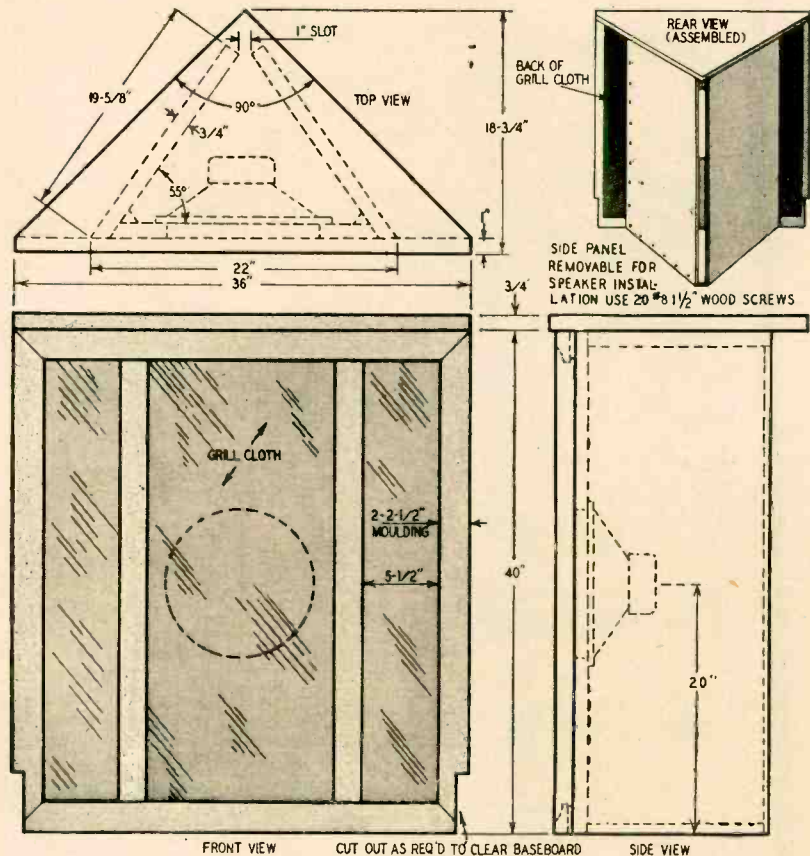 1" SLOT
19-5/8"
90°
TOP VIEW
3/4"
18-3/4"
55°
1"
22"
36"
REAR VIEW
(ASSEMBLED)
BACK OF
GRILL CLOTH
SIDE PANEL
REMOVABLE FOR
SPEAKER INSTAL-
LATION USE 20 #8 1 1/2" WOOD SCREWS
3/4"
GRILL CLOTH
2-2-1/2"
MOULDING
5-1/2"
40"
20"
FRONT VIEW
CUT OUT AS REQ'D TO CLEAR BASEBOARD
SIDE VIEW